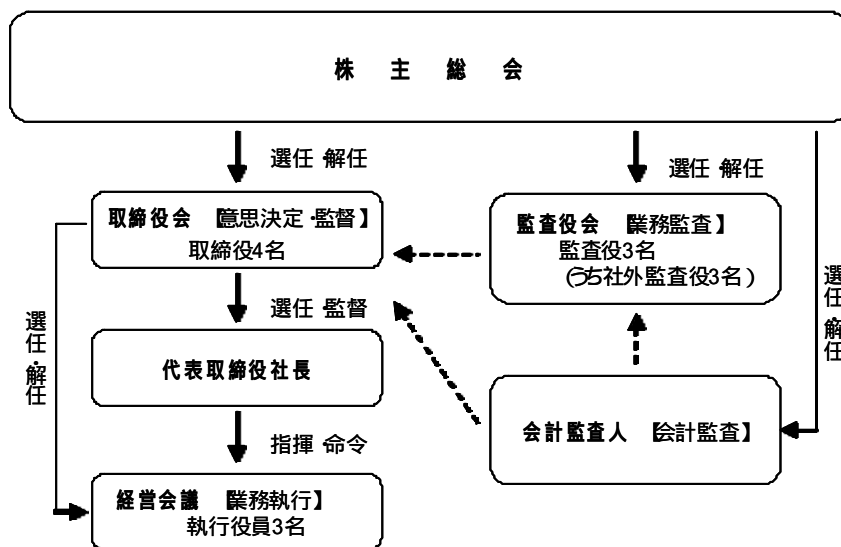 株 主 総 会
選任・解任
選任・解任
取締役会 【意思決定・監督】
取締役4名
監査役会 【業務監査】
監査役3名
(うち社外監査役3名)
選任・解任
選任・監督
選任・解任
代表取締役社長
会計監査人 【会計監査】
指揮・命令
経営会議 【業務執行】
執行役員3名